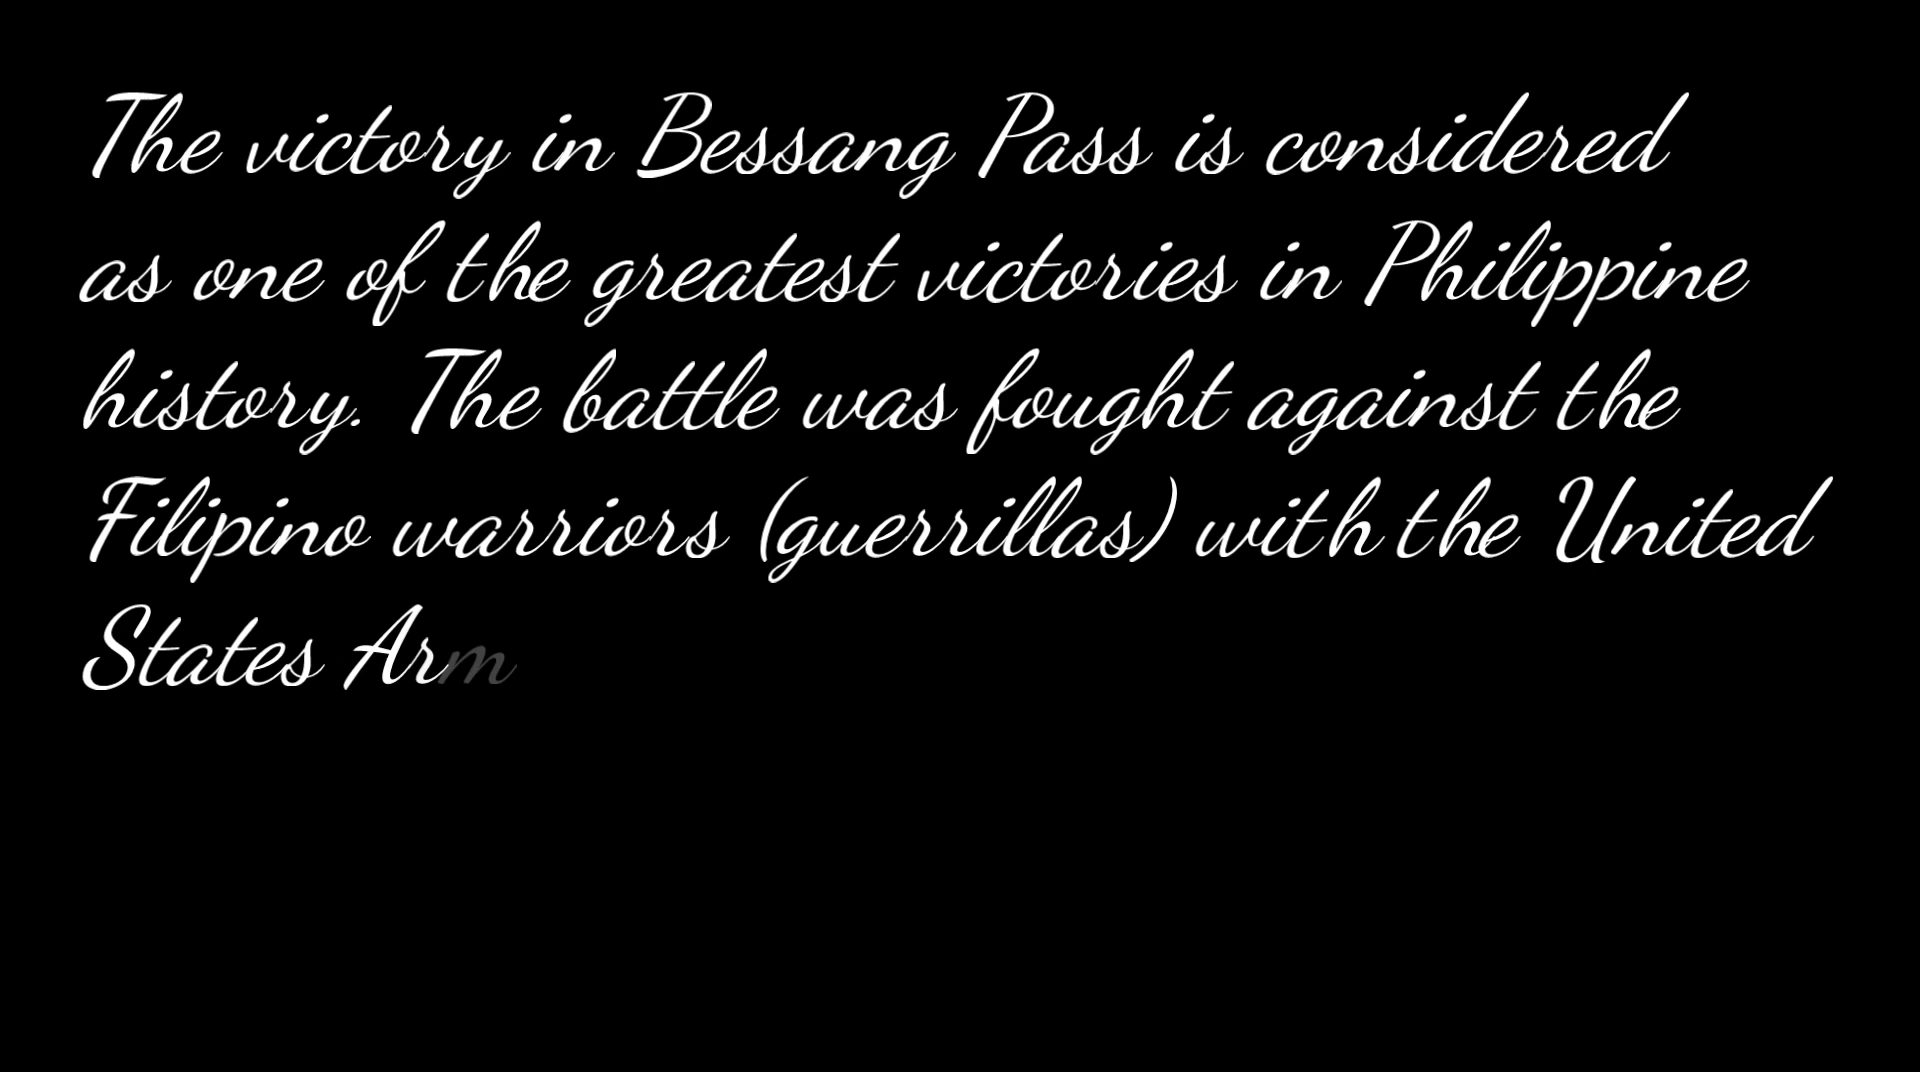 The victory in Bessang Pass is considered
as one of the greatest victories in Philippine
history. The battle was fought against the
Filipino warriors (guerrillas) with the United
States Arm